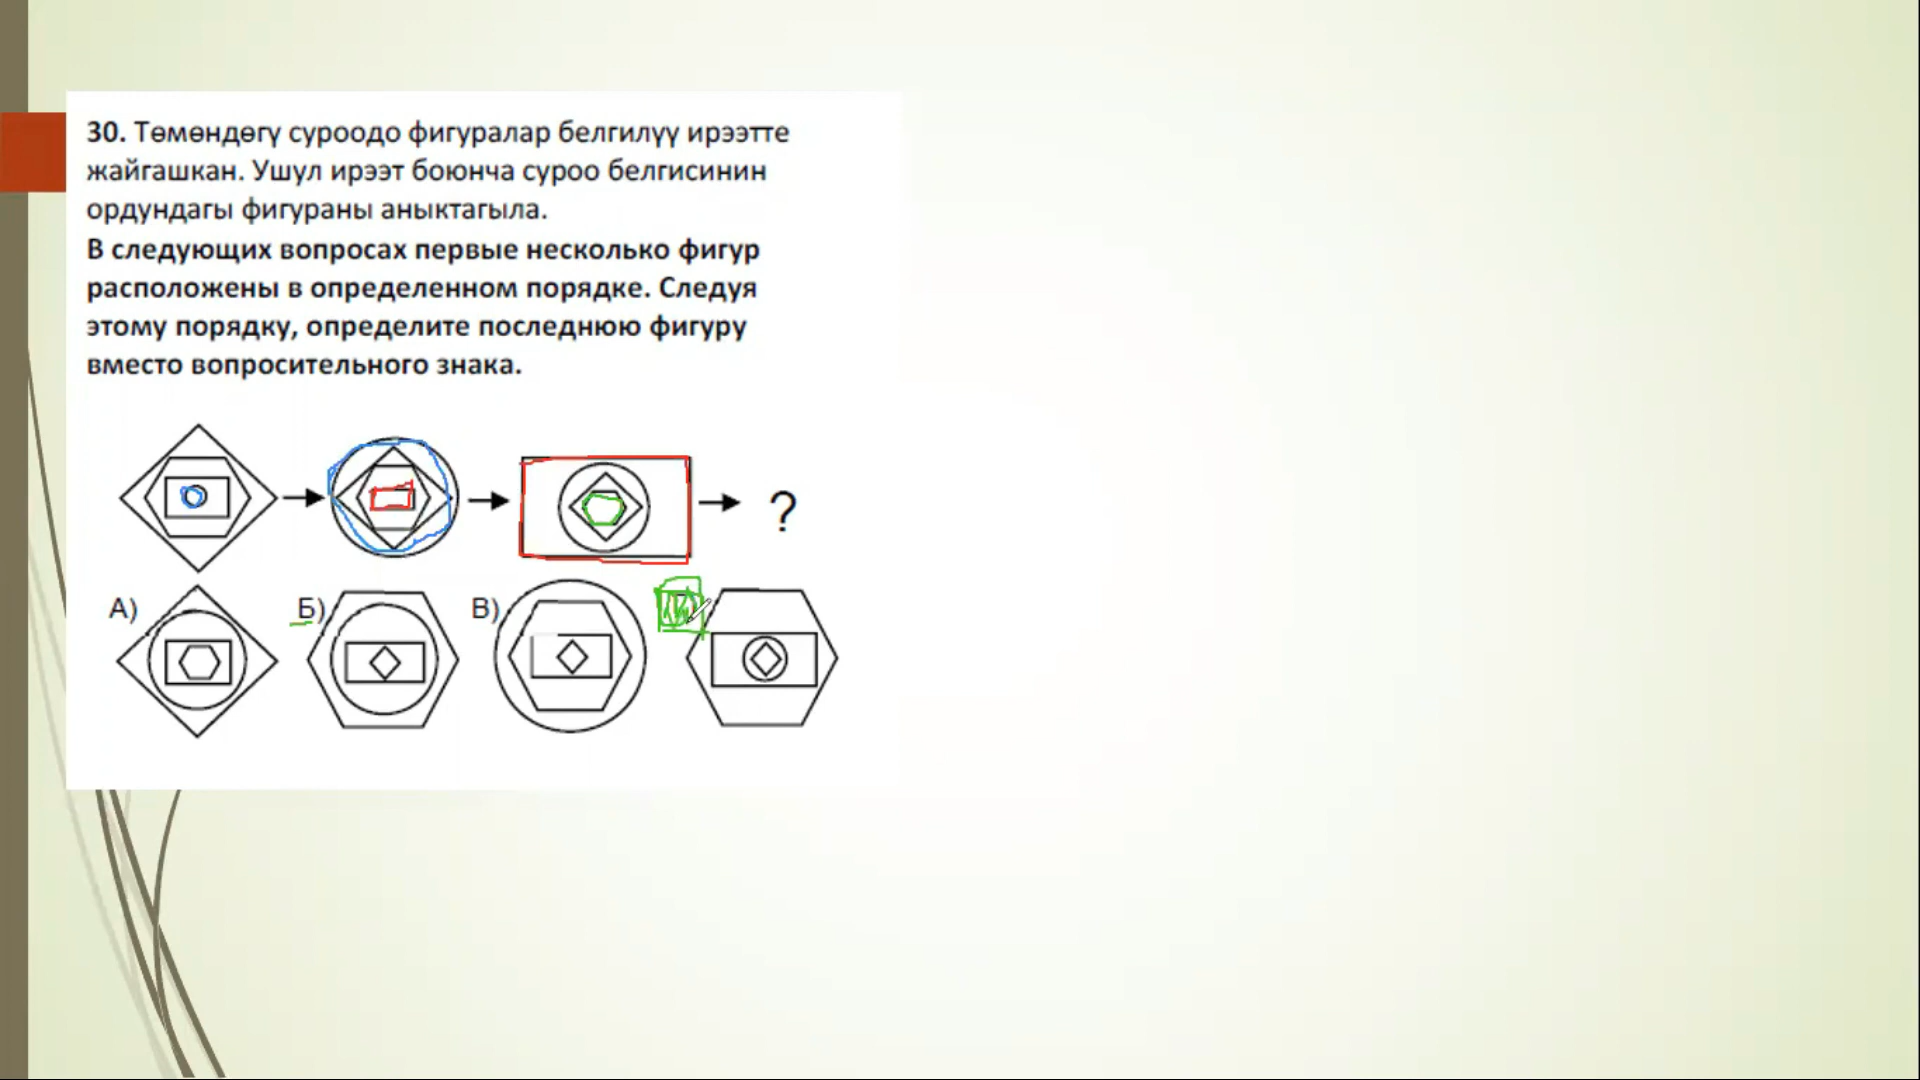 30. Төмөндөгү суроодо фигуралар белгилүү ирээтте
жайгашкан. Ушул ирээт боюнча суроо белгисинин
ордундагы фигураны аныктагыла.
В следующих вопросах первые несколько фигур
расположены в определенном порядке. Следуя
этому порядку, определите последнюю фигуру
вместо вопросительного знака.
?
А) Б) В)